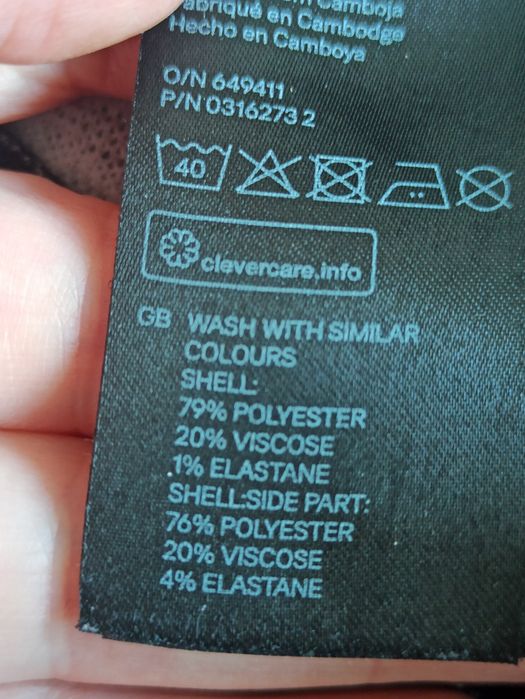 Camboja
Fabriqué en Cambodge
Hecho en Camboya
O/N 649411
P/N 0316273 2
40
clevercare.info
GB WASH WITH SIMILAR
COLOURS
SHELL:
79% POLYESTER
20% VISCOSE
1% ELASTANE
SHELL:SIDE PART:
76% POLYESTER
20% VISCOSE
4% ELASTANE